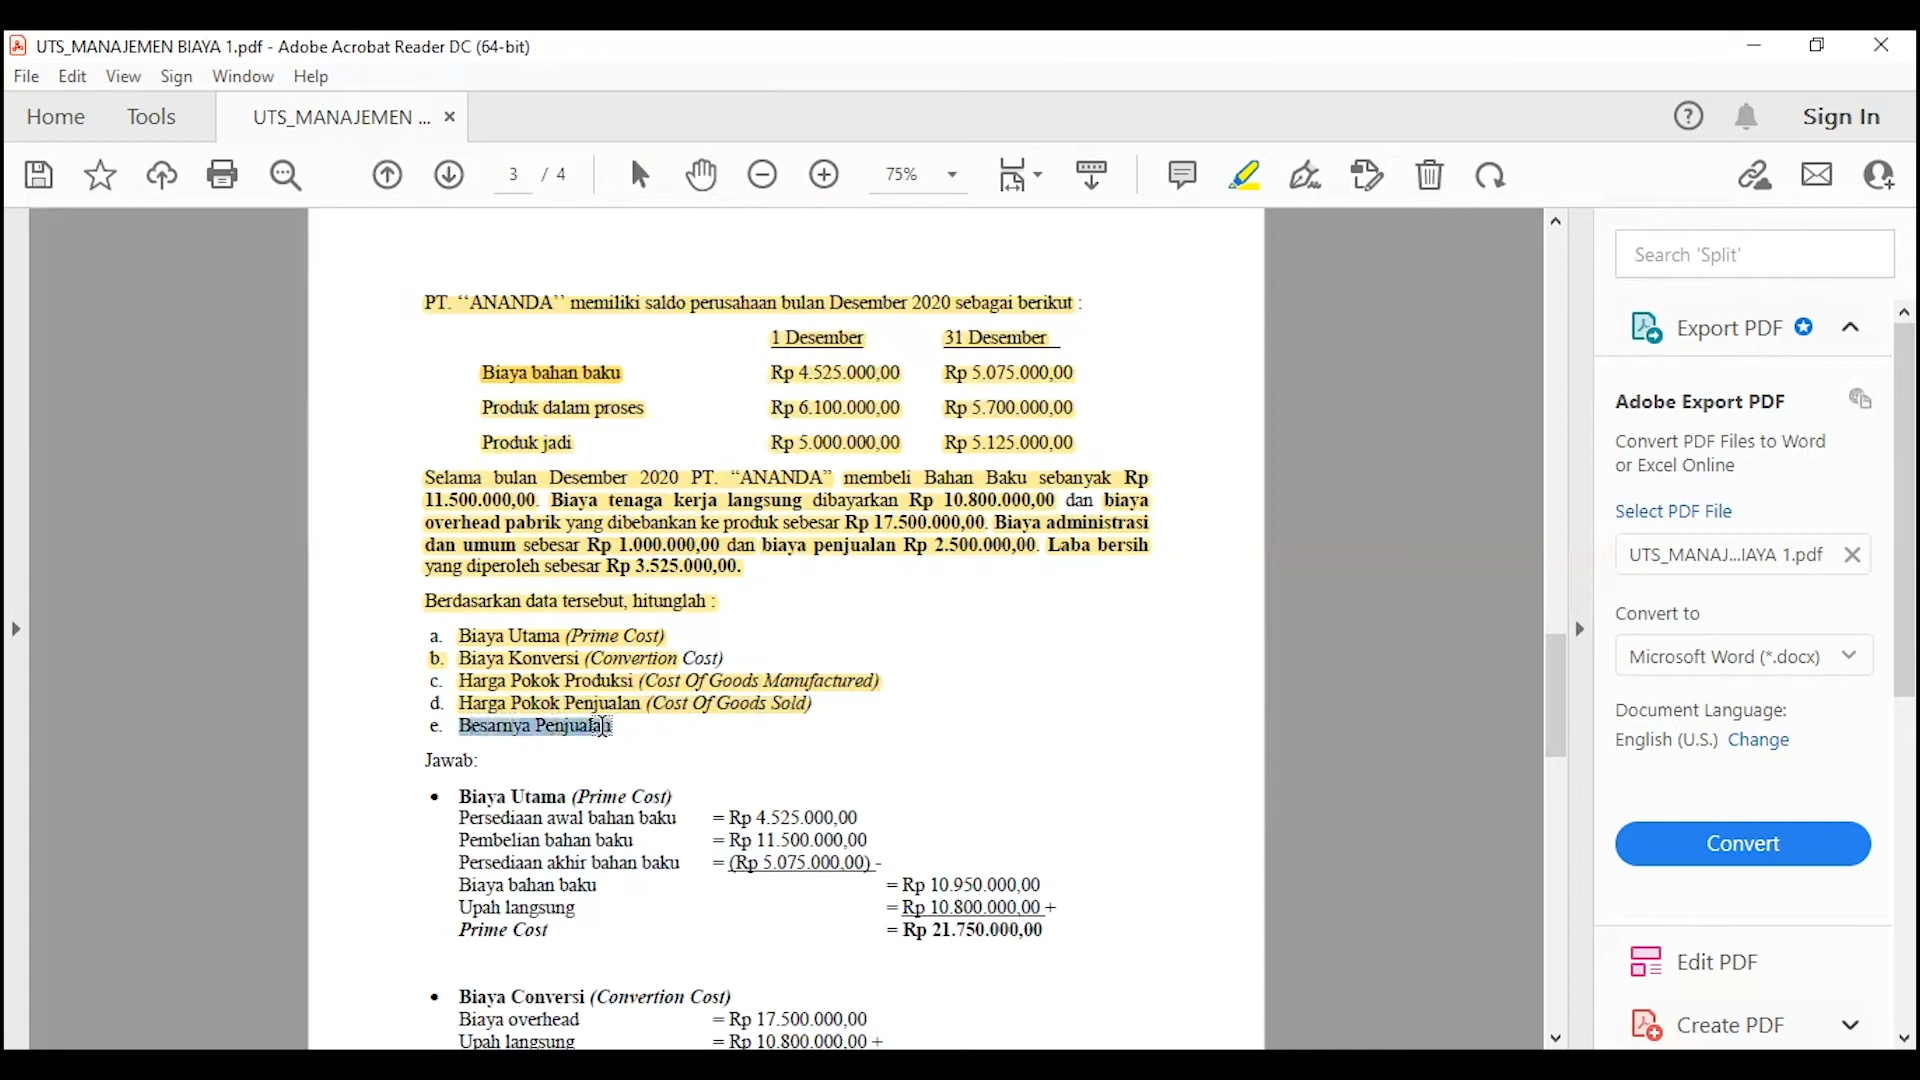 UTS_MANAJEMEN BIAYA 1.pdf - Adobe Acrobat Reader DC (64-bit)
File Edit View Sign Window Help
Home Tools UTS_MANAJEMEN ... Sign In
3 / 4 75%
PT. ‘‘ANANDA’’ memiliki saldo perusahaan bulan Desember 2020 sebagai berikut :
1 Desember 31 Desember
Biaya bahan baku Rp 4.525.000,00 Rp 5.075.000,00
Produk dalam proses Rp 6.100.000,00 Rp 5.700.000,00
Produk jadi Rp 5.000.000,00 Rp 5.125.000,00
Selama bulan Desember 2020 PT. “ANANDA” membeli Bahan Baku sebanyak Rp
11.500.000,00. Biaya tenaga kerja langsung dibayarkan Rp 10.800.000,00 dan biaya
overhead pabrik yang dibebankan ke produk sebesar Rp 17.500.000,00. Biaya administrasi
dan umum sebesar Rp 1.000.000,00 dan biaya penjualan Rp 2.500.000,00. Laba bersih
yang diperoleh sebesar Rp 3.525.000,00.
Berdasarkan data tersebut, hitunglah :
a. Biaya Utama (Prime Cost)
b. Biaya Konversi (Convertion Cost)
c. Harga Pokok Produksi (Cost Of Goods Manufactured)
d. Harga Pokok Penjualan (Cost Of Goods Sold)
e. Besarnya Penjualan
Jawab:
• Biaya Utama (Prime Cost)
Persediaan awal bahan baku = Rp 4.525.000,00
Pembelian bahan baku = Rp 11.500.000,00
Persediaan akhir bahan baku = (Rp 5.075.000,00) -
Biaya bahan baku = Rp 10.950.000,00
Upah langsung = Rp 10.800.000,00 +
Prime Cost = Rp 21.750.000,00
• Biaya Conversi (Convertion Cost)
Biaya overhead = Rp 17.500.000,00
Upah langsung = Rp 10.800.000,00 +
Search 'Split'
Export PDF
Adobe Export PDF
Convert PDF Files to Word
or Excel Online
Select PDF File
UTS_MANAJ...IAYA 1.pdf
Convert to
Microsoft Word (*.docx)
Document Language:
English (U.S.) Change
Convert
Edit PDF
Create PDF